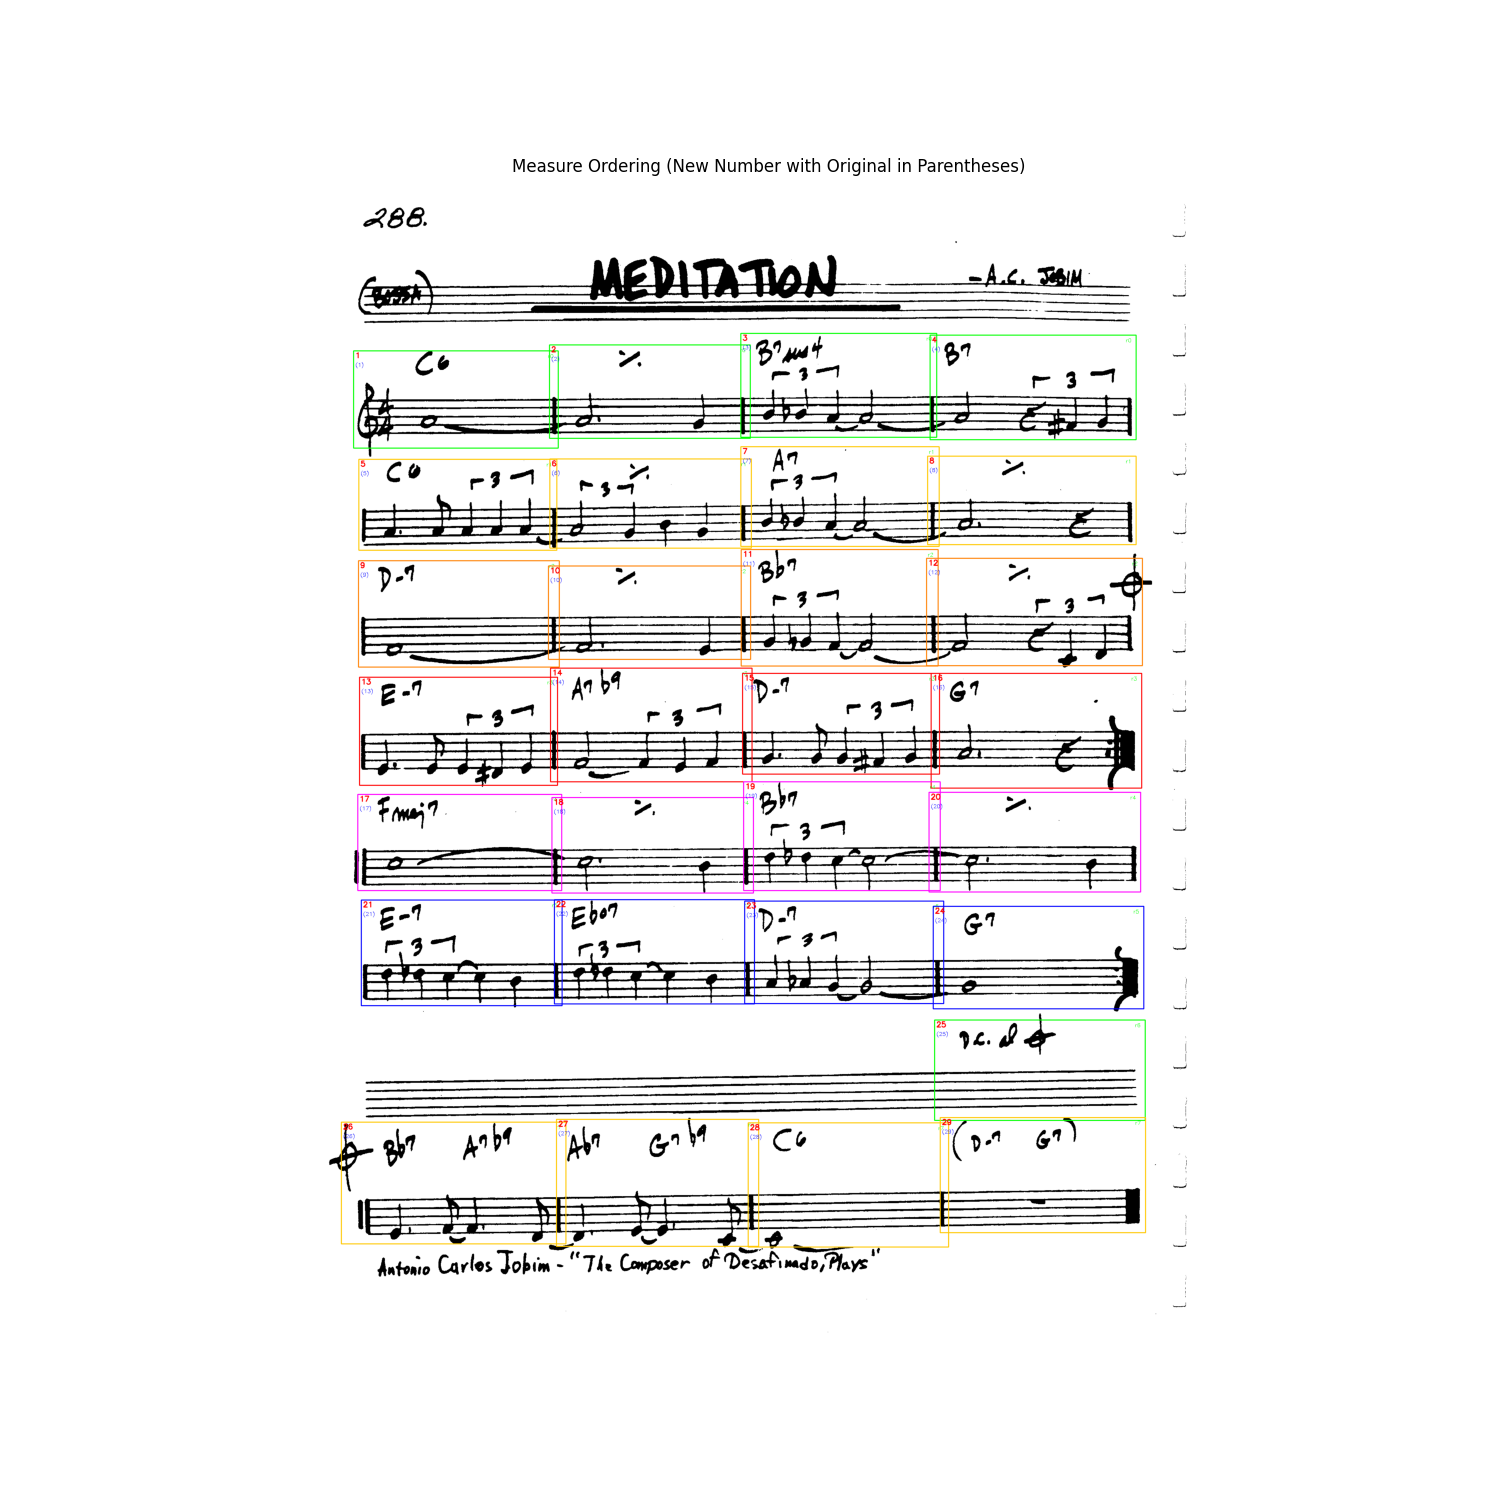 Measure Ordering (New Number with Original in Parentheses)
288.
(BOSSA)
MEDITATION
- A.C. JOBIM
1 2 3 4
(1) (2) (3) (4)
C6 B7sus4 B7
3 3
5 6 7 8
(5) (6) (7) (8)
C6 A7
3 3 3
9 10 11 12
(9) (10) (11) (12)
D-7 Bb7
3 3
13 14 15 16
(13) (14) (15) (16)
E-7 A7b9 D-7 G7
3 3 3
17 18 19 20
(17) (18) (19) (20)
Fmaj7 Bb7
3
21 22 23 24
(21) (22) (23) (24)
E-7 Ebo7 D-7 G7
3 3 3
25
(25)
D.C. al
26 27 28 29
(26) (27) (28) (29)
Bb7 A7b9 Ab7 G7b9 C6 (D-7 G7)
Antonio Carlos Jobim - "The Composer of Desafinado, Plays"